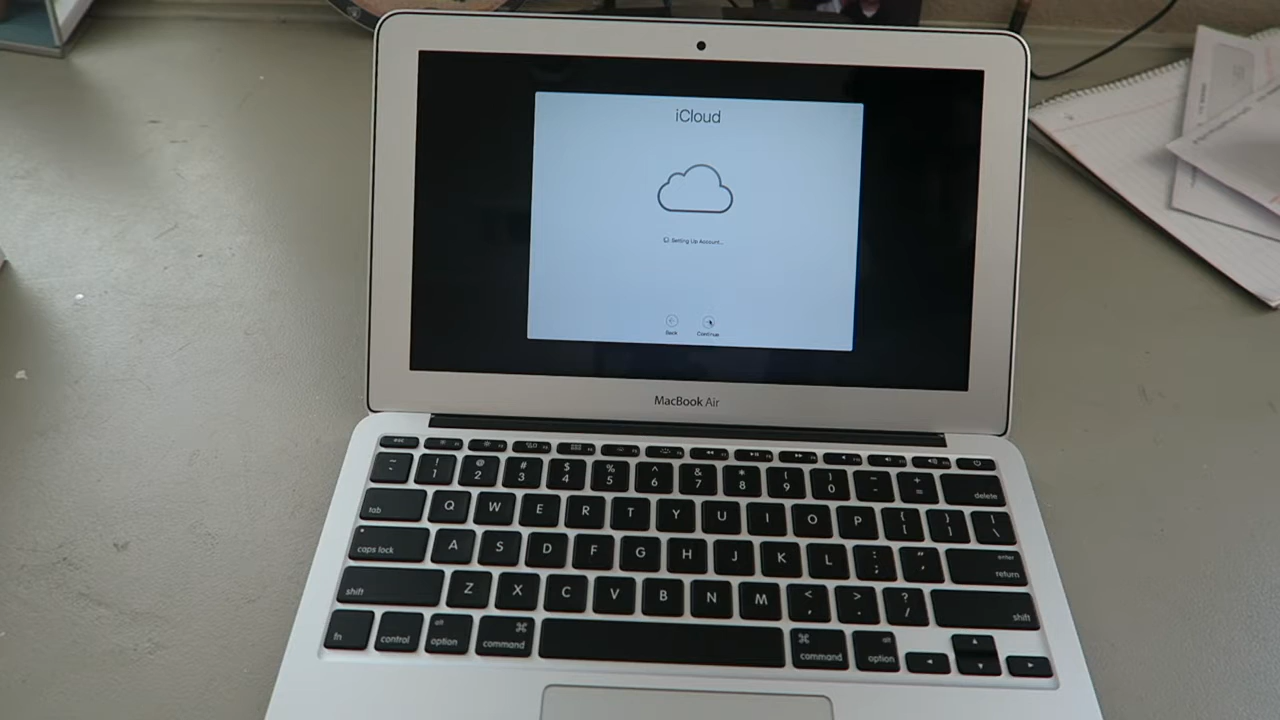 iCloud
Setting Up Account...
Back Continue
MacBook Air
esc
~ ! 1 @ 2 # 3 $ 4 % 5 ^ 6 & 7 * 8 ( 9 ) 0 _ - + = delete
tab Q W E R T Y U I O P { [ } ] | \
caps lock A S D F G H J K L : ; " ' enter return
shift Z X C V B N M < , > . ? / shift
fn control alt option ⌘ command ⌘ command alt option